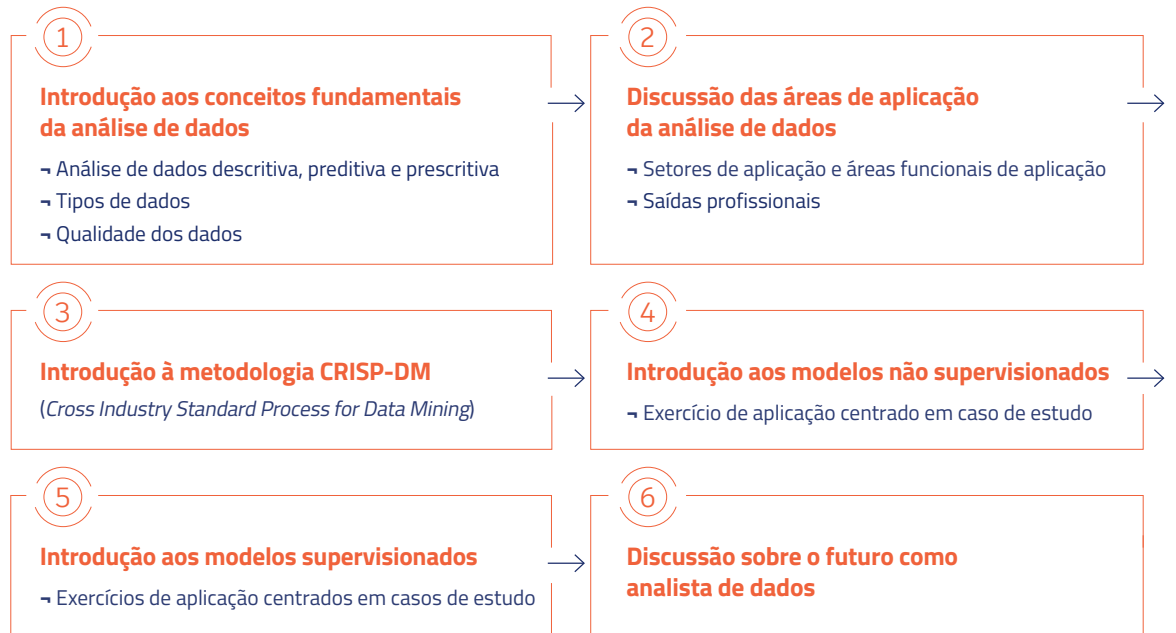 1
Introdução aos conceitos fundamentais
da análise de dados
¬ Análise de dados descritiva, preditiva e prescritiva
¬ Tipos de dados
¬ Qualidade dos dados
2
Discussão das áreas de aplicação
da análise de dados
¬ Setores de aplicação e áreas funcionais de aplicação
¬ Saídas profissionais
3
Introdução à metodologia CRISP-DM
(Cross Industry Standard Process for Data Mining)
4
Introdução aos modelos não supervisionados
¬ Exercício de aplicação centrado em caso de estudo
5
Introdução aos modelos supervisionados
¬ Exercícios de aplicação centrados em casos de estudo
6
Discussão sobre o futuro como
analista de dados